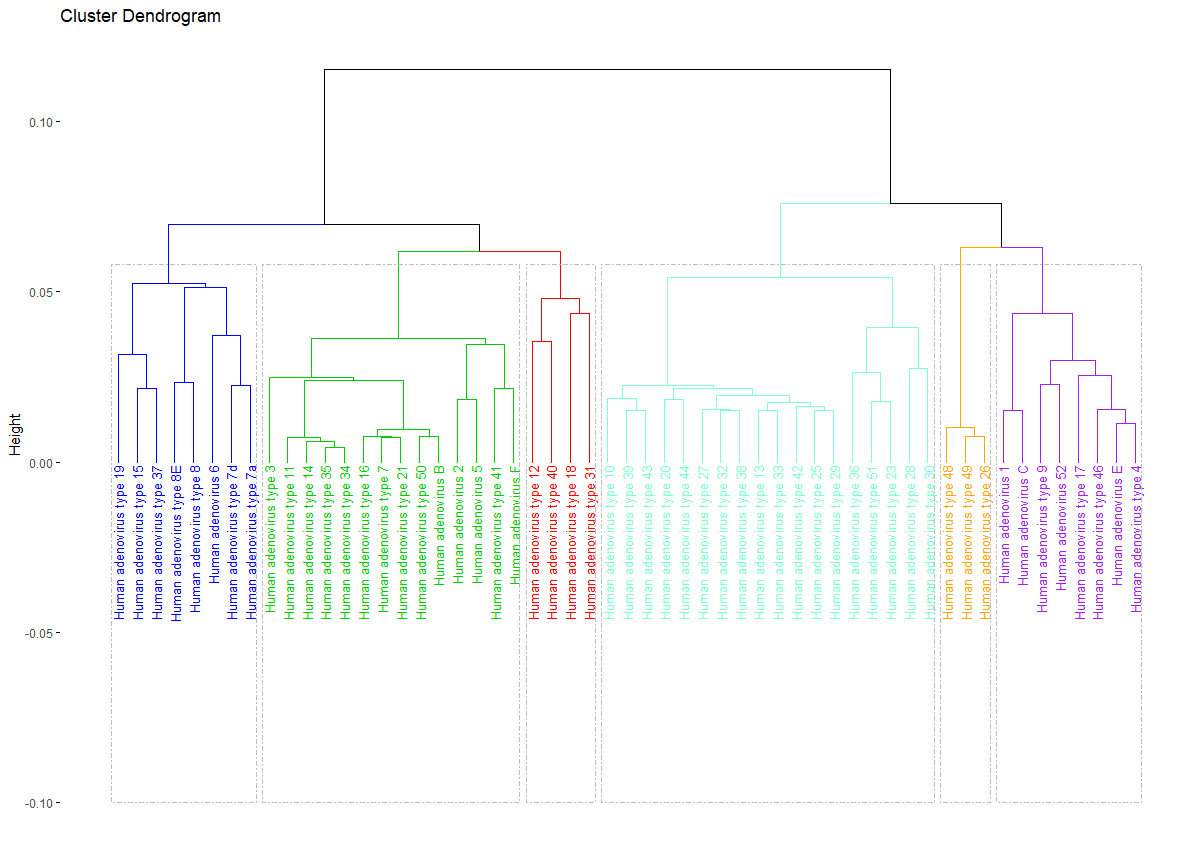 Cluster Dendrogram
0.10
0.05
0.00
-0.05
-0.10
Height
Human adenovirus type 19
Human adenovirus type 15
Human adenovirus type 37
Human adenovirus type 8E
Human adenovirus type 8
Human adenovirus 6
Human adenovirus type 7d
Human adenovirus type 7a
Human adenovirus type 3
Human adenovirus type 11
Human adenovirus type 14
Human adenovirus type 35
Human adenovirus type 34
Human adenovirus type 16
Human adenovirus type 7
Human adenovirus type 21
Human adenovirus type 50
Human adenovirus B
Human adenovirus 2
Human adenovirus 5
Human adenovirus type 41
Human adenovirus F
Human adenovirus type 12
Human adenovirus type 40
Human adenovirus type 18
Human adenovirus type 31
Human adenovirus type 10
Human adenovirus type 39
Human adenovirus type 43
Human adenovirus type 20
Human adenovirus type 44
Human adenovirus type 27
Human adenovirus type 32
Human adenovirus type 38
Human adenovirus type 13
Human adenovirus type 33
Human adenovirus type 42
Human adenovirus type 25
Human adenovirus type 29
Human adenovirus type 36
Human adenovirus type 51
Human adenovirus type 23
Human adenovirus type 28
Human adenovirus type 30
Human adenovirus type 48
Human adenovirus type 49
Human adenovirus type 26
Human adenovirus 1
Human adenovirus C
Human adenovirus type 9
Human adenovirus 52
Human adenovirus type 17
Human adenovirus type 46
Human adenovirus E
Human adenovirus type 4